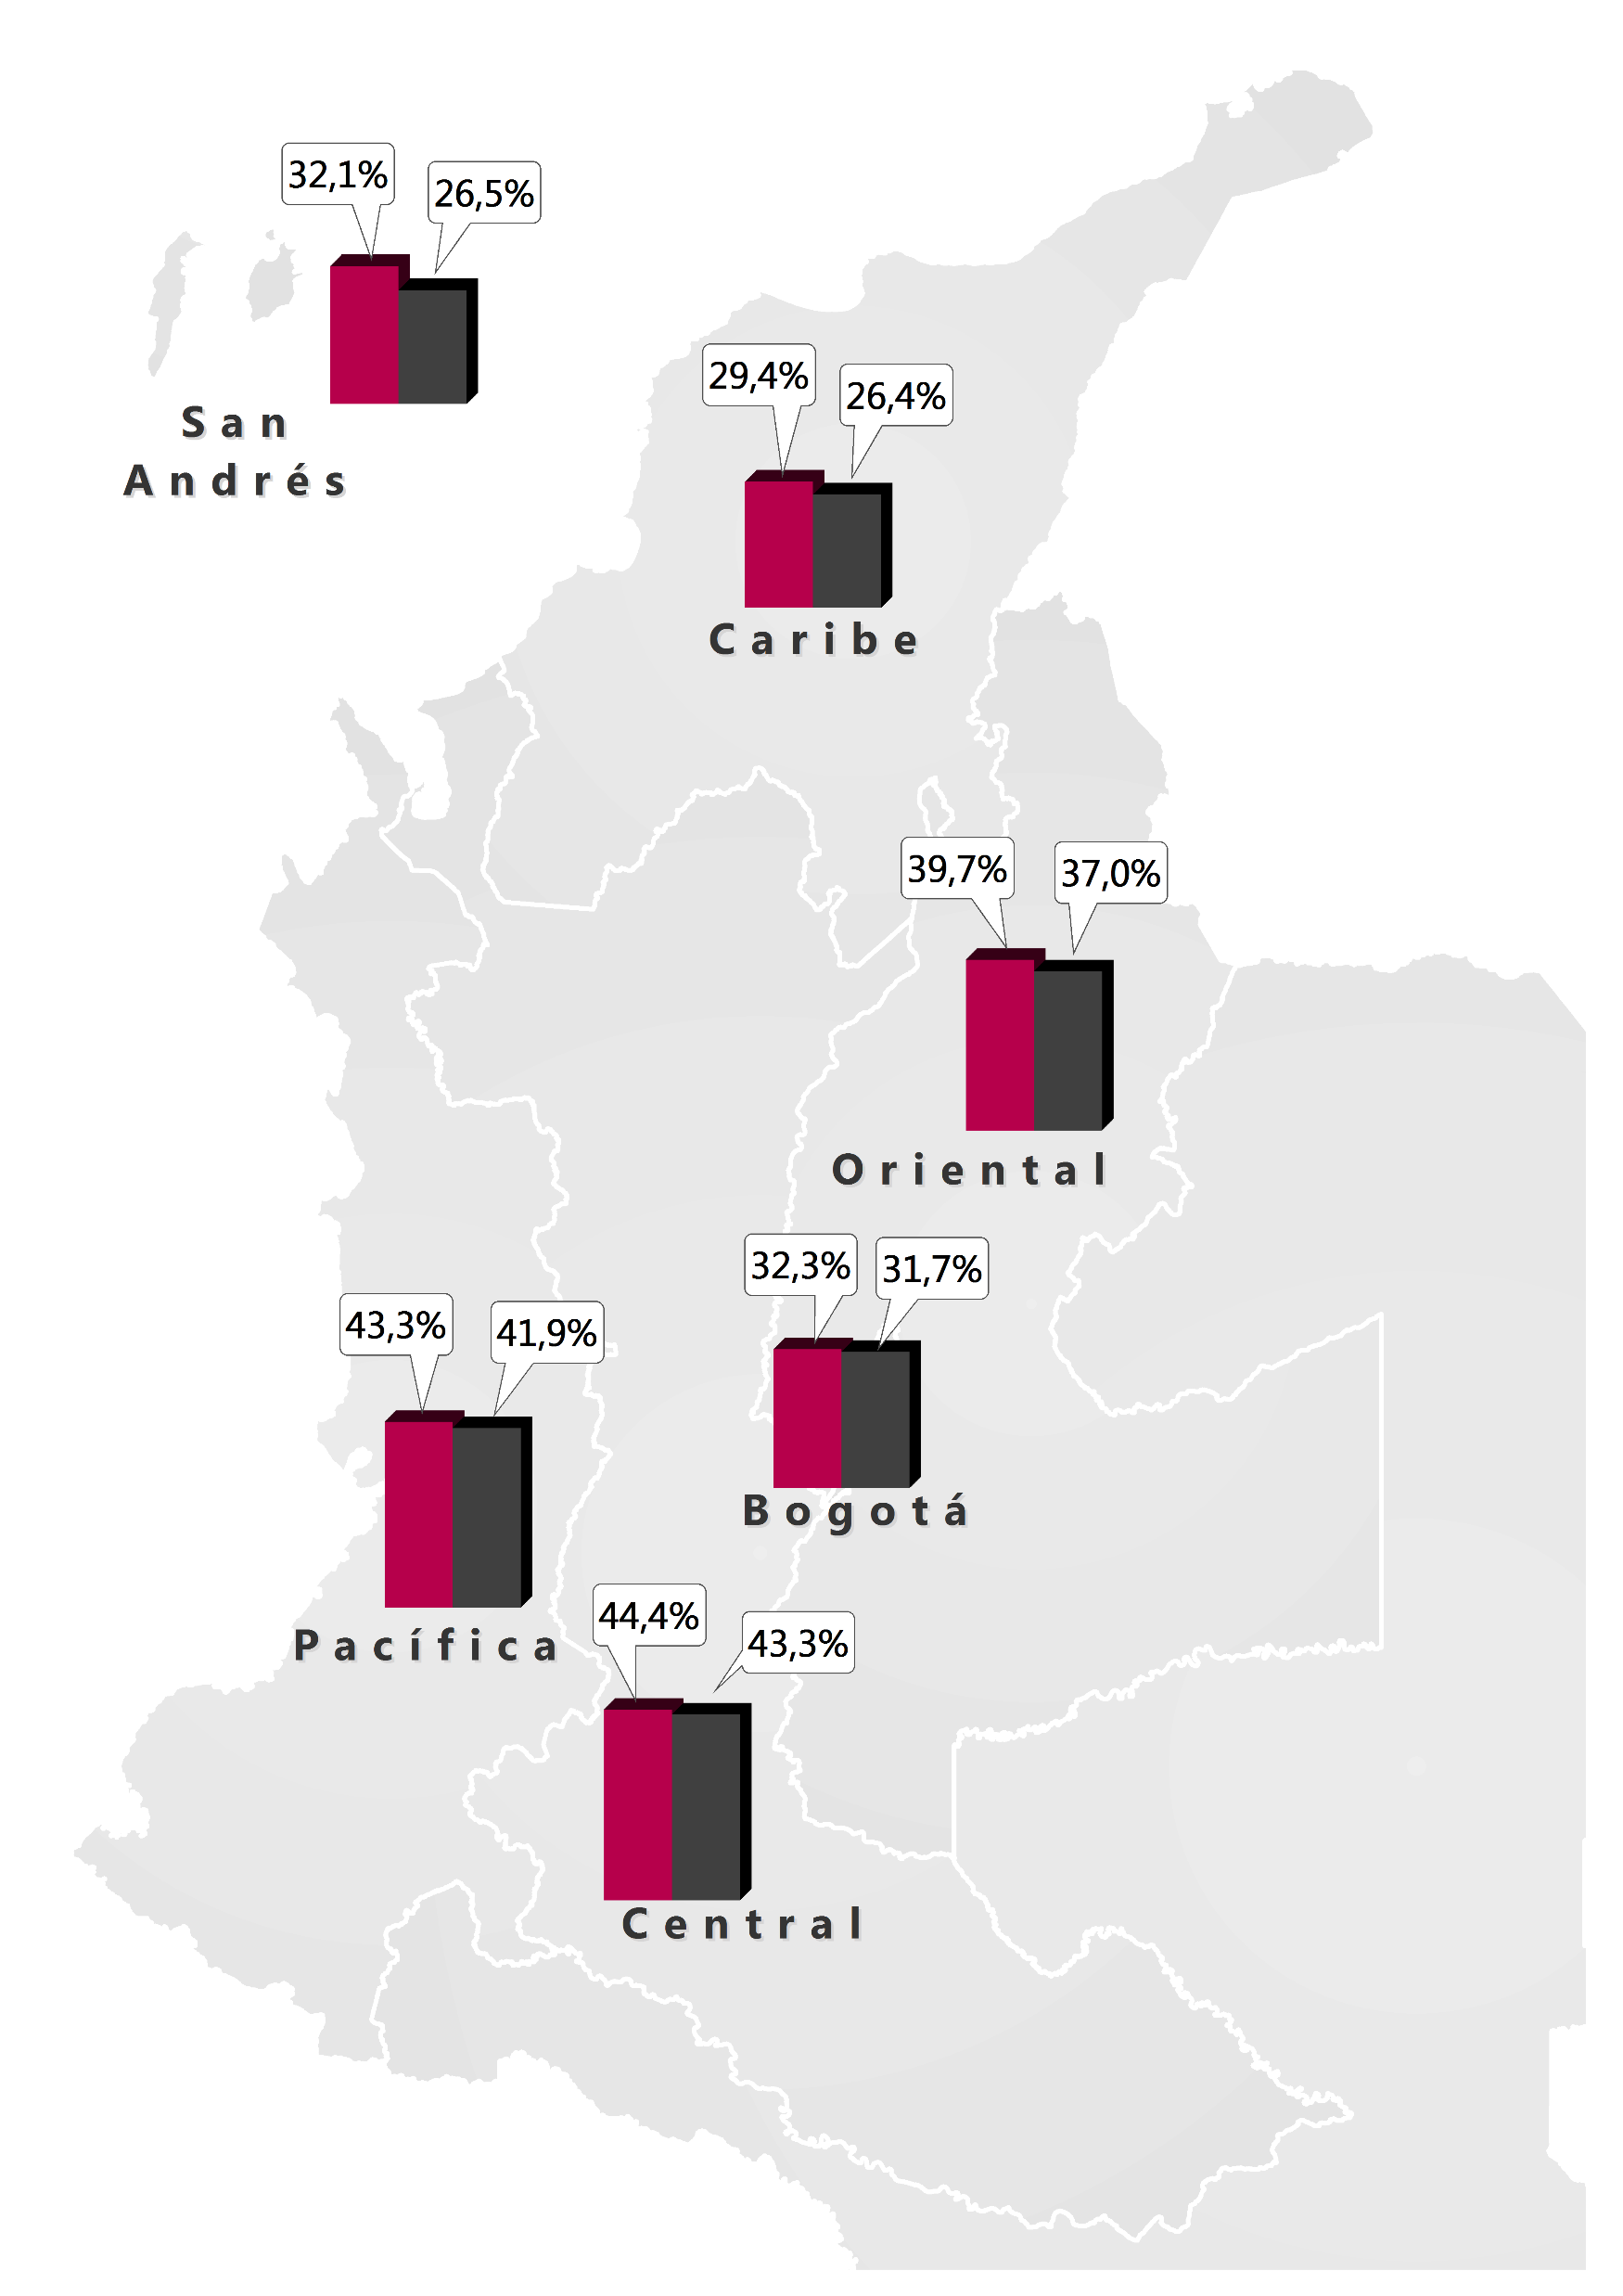 32,1%
26,5%
San
Andrés
29,4%
26,4%
Caribe
39,7%
37,0%
Oriental
32,3%
31,7%
Bogotá
43,3%
41,9%
Pacífica
44,4%
43,3%
Central